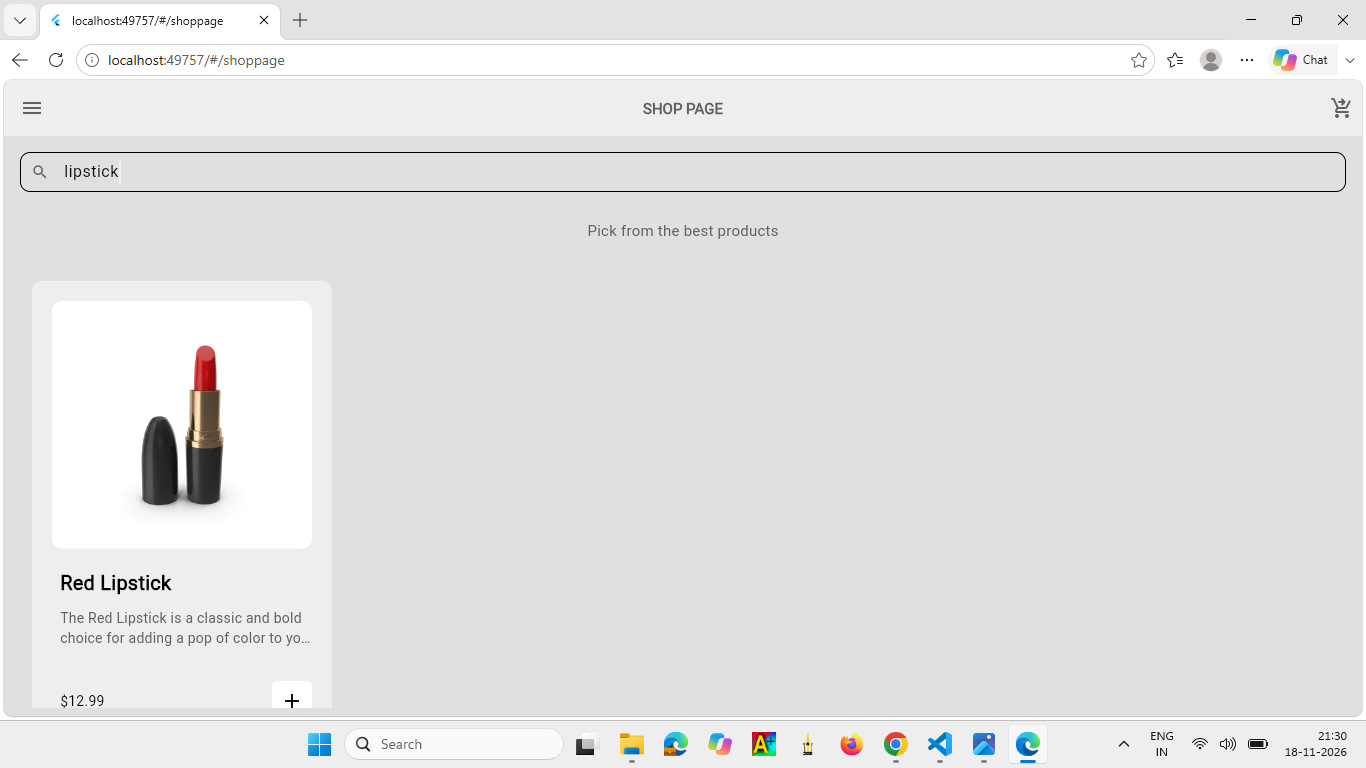 localhost:49757/#/shoppage
localhost:49757/#/shoppage
Chat
SHOP PAGE
lipstick
Pick from the best products
Red Lipstick
The Red Lipstick is a classic and bold
choice for adding a pop of color to yo…
$12.99
Search
ENG
IN
21:30
18-11-2026